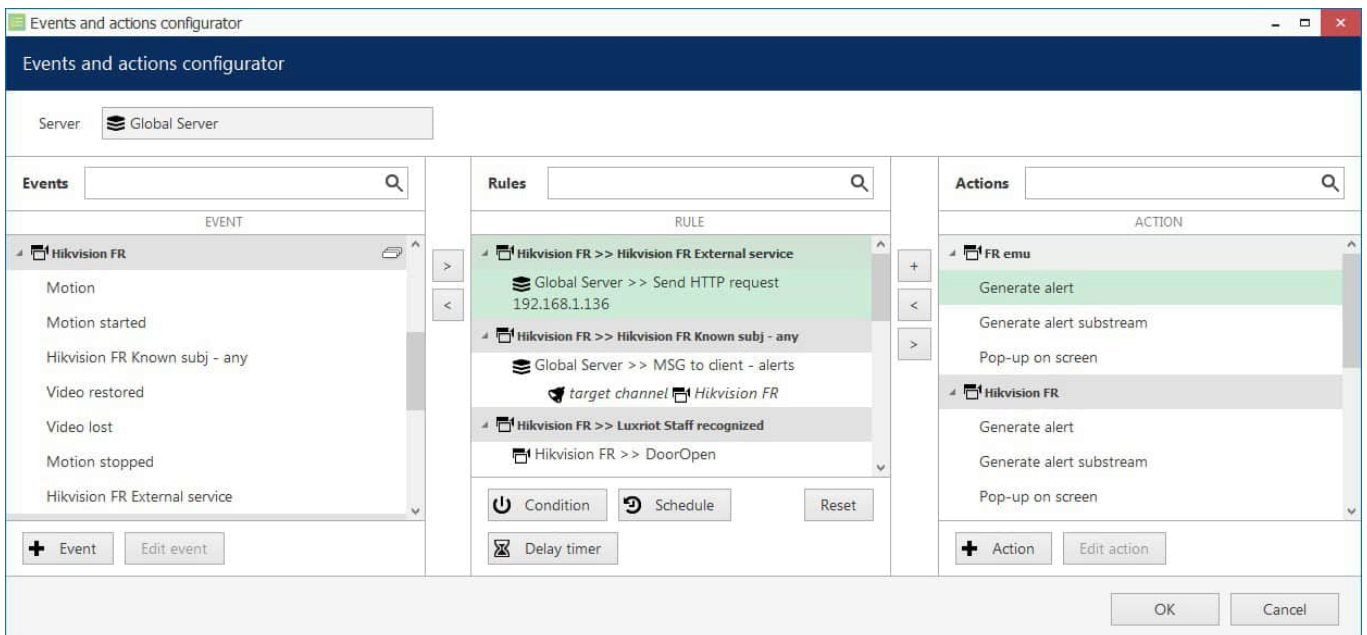 Events and actions configurator
Events and actions configurator
Server
Global Server
Events
EVENT
Hikvision FR
Motion
Motion started
Hikvision FR Known subj - any
Video restored
Video lost
Motion stopped
Hikvision FR External service
+ Event
Edit event
>
<
Rules
RULE
Hikvision FR >> Hikvision FR External service
Global Server >> Send HTTP request
192.168.1.136
Hikvision FR >> Hikvision FR Known subj - any
Global Server >> MSG to client - alerts
target channel Hikvision FR
Hikvision FR >> Luxriot Staff recognized
Hikvision FR >> DoorOpen
Condition
Schedule
Reset
Delay timer
+
<
>
Actions
ACTION
FR emu
Generate alert
Generate alert substream
Pop-up on screen
Hikvision FR
Generate alert
Generate alert substream
Pop-up on screen
+ Action
Edit action
OK
Cancel